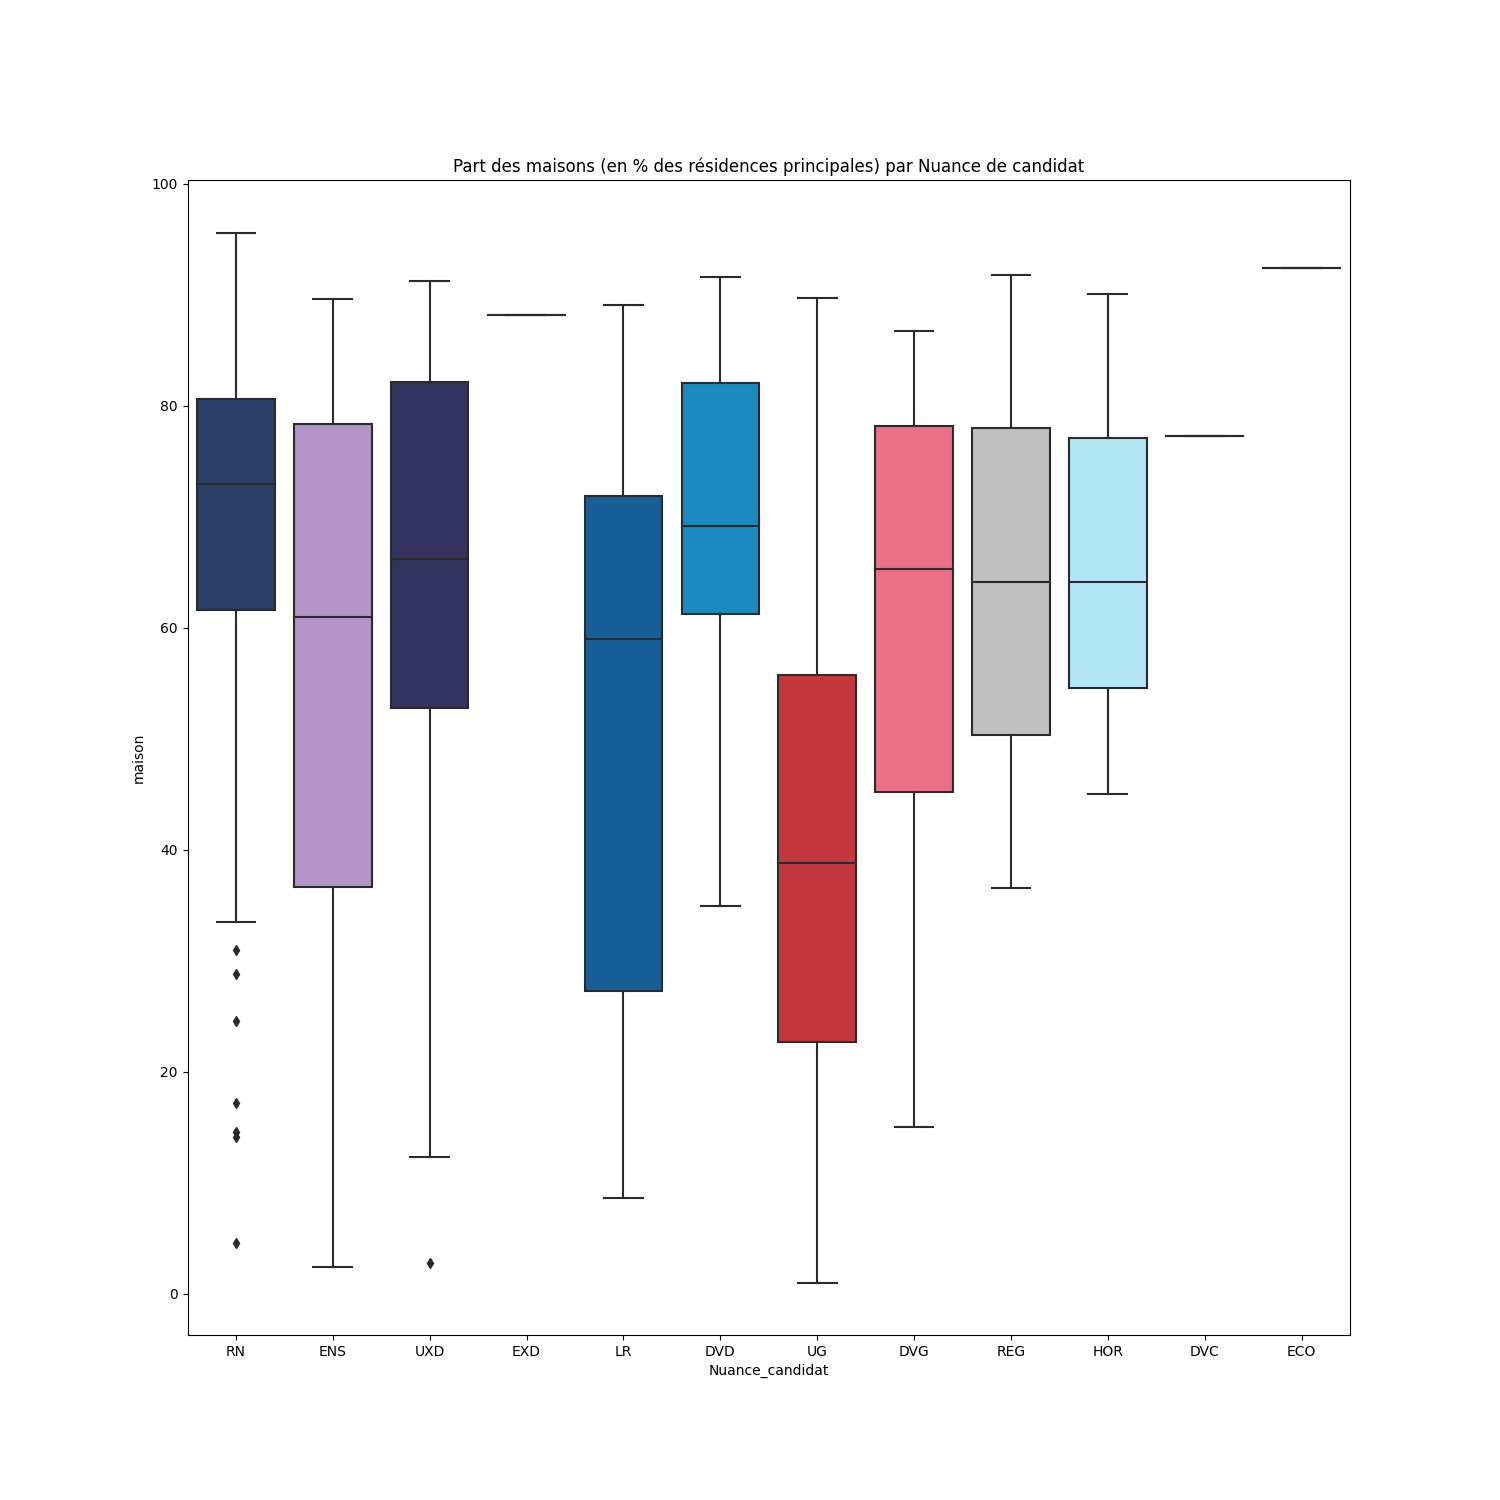 Part des maisons (en % des résidences principales) par Nuance de candidat
100
80
60
40
20
0
maison
RN ENS UXD EXD LR DVD UG DVG REG HOR DVC ECO
Nuance_candidat